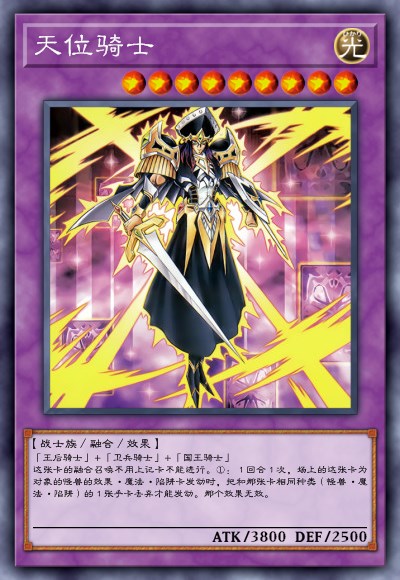 天位骑士
ひかり
光
【战士族／融合／效果】
「王后骑士」+「卫兵骑士」+「国王骑士」
这张卡的融合召唤不用上记卡不能进行。①：1回合1次，场上的这张卡为
对象的怪兽的效果·魔法·陷阱卡发动时，把和那张卡相同种类（怪兽·魔
法·陷阱）的1张手卡丢弃才能发动。那个效果无效。
ATK/3800 DEF/2500